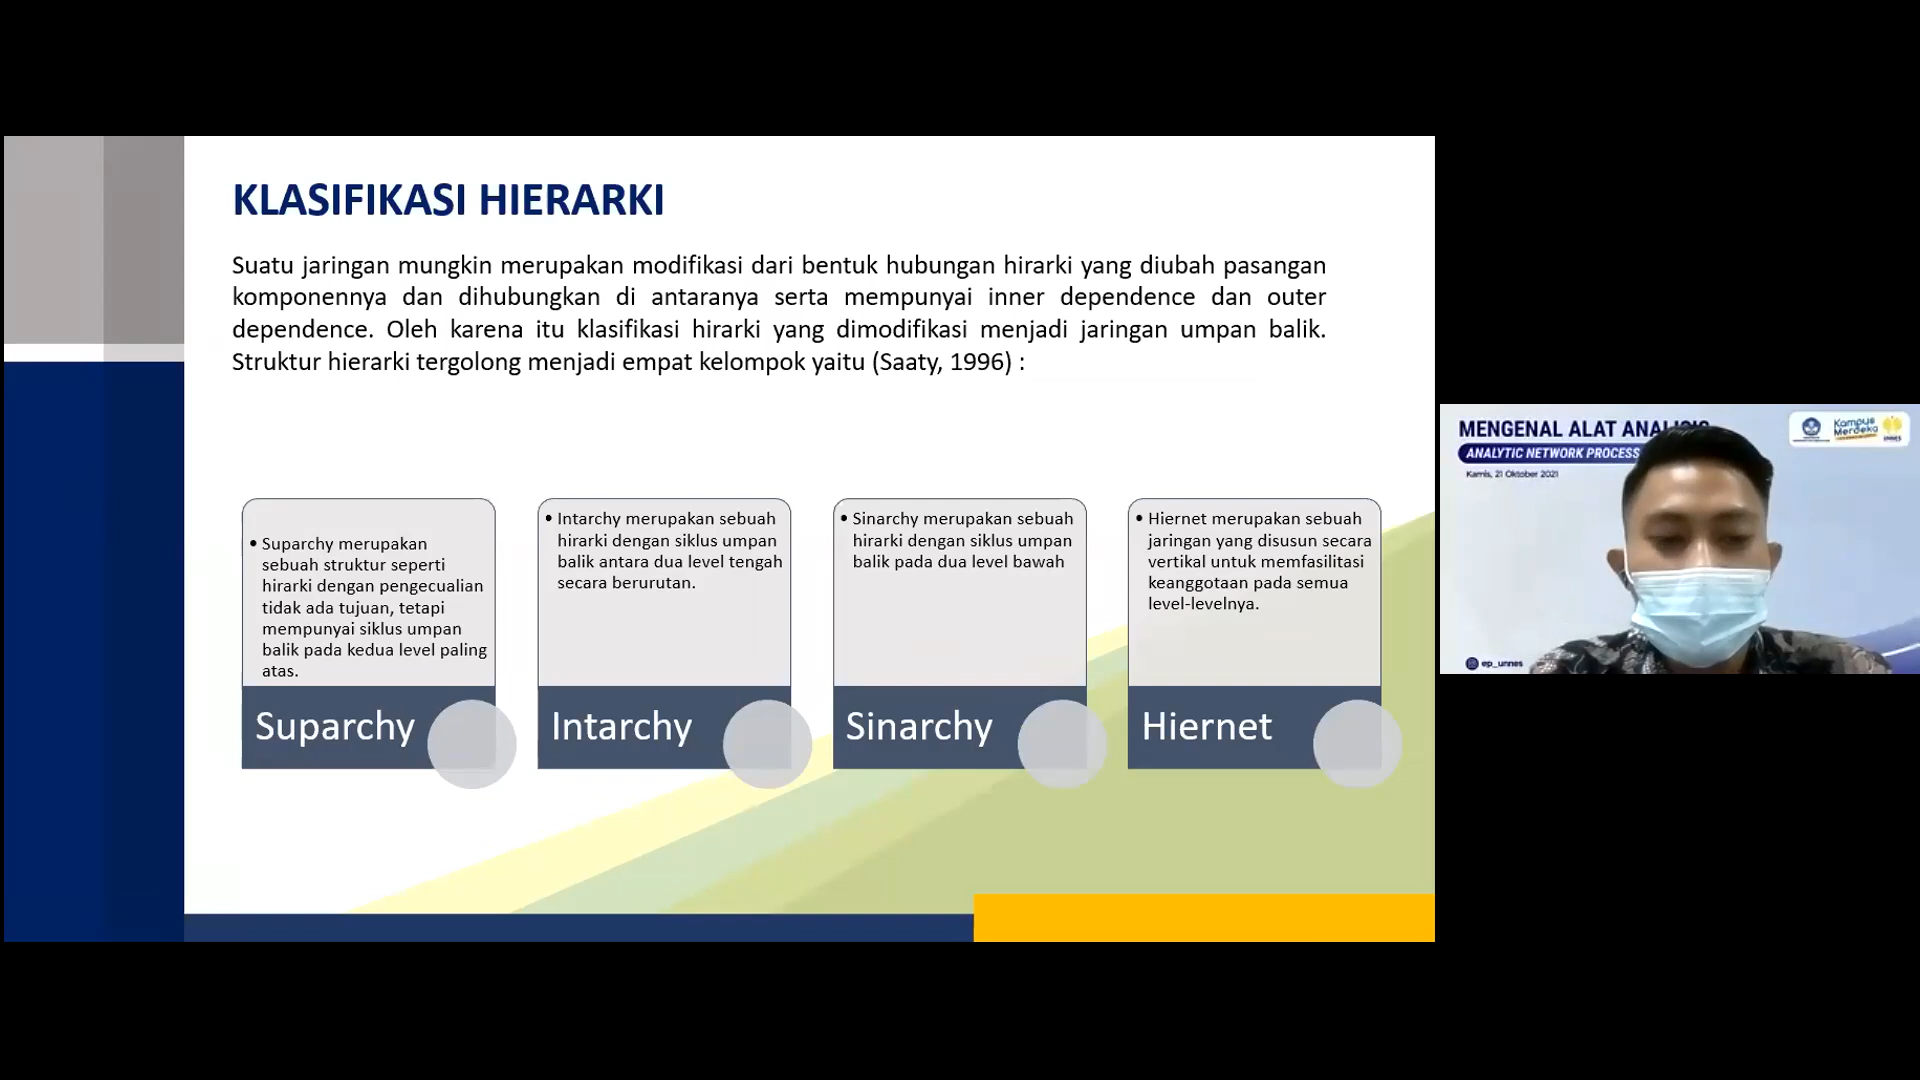 KLASIFIKASI HIERARKI
Suatu jaringan mungkin merupakan modifikasi dari bentuk hubungan hirarki yang diubah pasangan
komponennya dan dihubungkan di antaranya serta mempunyai inner dependence dan outer
dependence. Oleh karena itu klasifikasi hirarki yang dimodifikasi menjadi jaringan umpan balik.
Struktur hierarki tergolong menjadi empat kelompok yaitu (Saaty, 1996) :
• Suparchy merupakan
sebuah struktur seperti
hirarki dengan pengecualian
tidak ada tujuan, tetapi
mempunyai siklus umpan
balik pada kedua level paling
atas.
Suparchy
• Intarchy merupakan sebuah
hirarki dengan siklus umpan
balik antara dua level tengah
secara berurutan.
Intarchy
• Sinarchy merupakan sebuah
hirarki dengan siklus umpan
balik pada dua level bawah
Sinarchy
• Hiernet merupakan sebuah
jaringan yang disusun secara
vertikal untuk memfasilitasi
keanggotaan pada semua
level-levelnya.
Hiernet
MENGENAL ALAT ANALISIS
ANALYTIC NETWORK PROCESS
Kamis, 21 Oktober 2021
Kampus
Merdeka
UNNES
ep_unnes